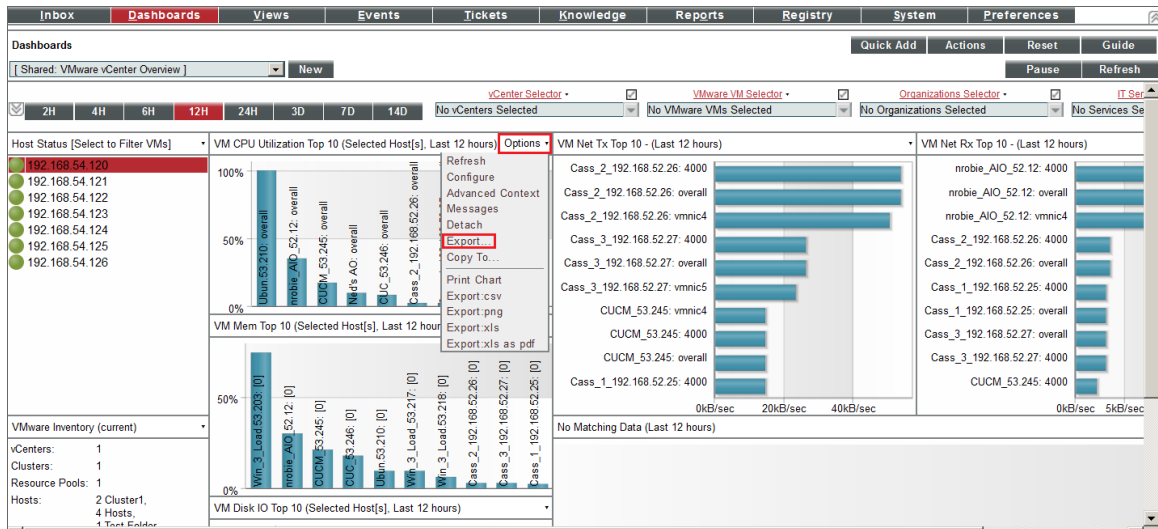 Inbox Dashboards Views Events Tickets Knowledge Reports Registry System Preferences
Dashboards
Quick Add Actions Reset Guide
[ Shared: VMware vCenter Overview ] New
Pause Refresh
vCenter Selector VMware VM Selector Organizations Selector IT Ser
2H 4H 6H 12H 24H 3D 7D 14D
No vCenters Selected No VMware VMs Selected No Organizations Selected No Services Se
Host Status [Select to Filter VMs]
192.168.54.120
192.168.54.121
192.168.54.122
192.168.54.123
192.168.54.124
192.168.54.125
192.168.54.126
VM CPU Utilization Top 10 (Selected Host[s], Last 12 hours) Options
100%
50%
0%
Ubun.53.210: overall
nrobie_AIO_52.12: overall
CUCM_53.245: overall
Ned's AO: overall
CUC_53.246: overall
Cass_2_192.168.52.26: overall
Refresh
Configure
Advanced Context
Messages
Detach
Export...
Copy To...
Print Chart
Export:csv
Export:png
Export:xls
Export:xls as pdf
VM Mem Top 10 (Selected Host[s], Last 12 hour
50%
0%
Win_3_Load.53.203: [0]
nrobie_AIO_52.12: [0]
CUCM_53.245: [0]
CUC_53.246: [0]
Ubun.53.210: [0]
Win_3_Load_53.217: [0]
Win_3_Load.53.218: [0]
Cass_2_192.168.52.26: [0]
Cass_3_192.168.52.27: [0]
Cass_1_192.168.52.25: [0]
VM Disk IO Top 10 (Selected Host[s], Last 12 hours)
VM Net Tx Top 10 - (Last 12 hours)
Cass_2_192.168.52.26: 4000
Cass_2_192.168.52.26: overall
Cass_2_192.168.52.26: vmnic4
Cass_3_192.168.52.27: 4000
Cass_3_192.168.52.27: overall
Cass_3_192.168.52.27: vmnic5
CUCM_53.245: vmnic4
CUCM_53.245: 4000
CUCM_53.245: overall
Cass_1_192.168.52.25: 4000
0kB/sec 20kB/sec 40kB/sec
VM Net Rx Top 10 - (Last 12 hours)
nrobie_AIO_52.12: 4000
nrobie_AIO_52.12: overall
nrobie_AIO_52.12: vmnic4
Cass_2_192.168.52.26: 4000
Cass_2_192.168.52.26: overall
Cass_1_192.168.52.25: 4000
Cass_1_192.168.52.25: overall
Cass_3_192.168.52.27: overall
Cass_3_192.168.52.27: 4000
CUCM_53.245: 4000
0kB/sec 5kB/sec
No Matching Data (Last 12 hours)
VMware Inventory (current)
vCenters: 1
Clusters: 1
Resource Pools: 1
Hosts: 2 Cluster1,
4 Hosts,
1 Test Folder